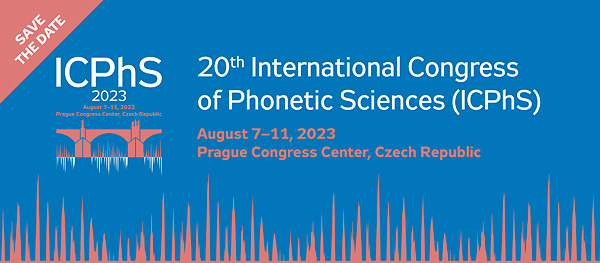 SAVE
THE DATE
ICPhS
2023
August 7–11, 2023
Prague Congress Center, Czech Republic
20th International Congress
of Phonetic Sciences (ICPhS)
August 7–11, 2023
Prague Congress Center, Czech Republic